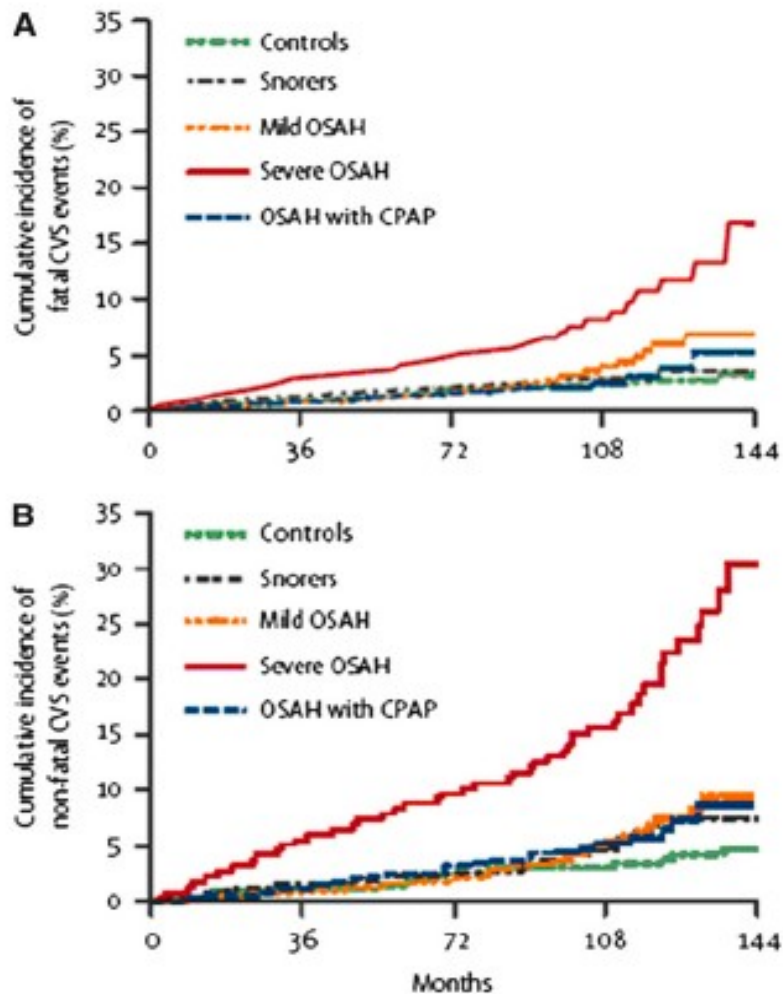 A
Cumulative incidence of
fatal CVS events (%)
35
30
25
20
15
10
5
0
Controls
Snorers
Mild OSAH
Severe OSAH
OSAH with CPAP
0 36 72 108 144
B
Cumulative incidence of
non-fatal CVS events (%)
35
30
25
20
15
10
5
0
Controls
Snorers
Mild OSAH
Severe OSAH
OSAH with CPAP
0 36 72 108 144
Months